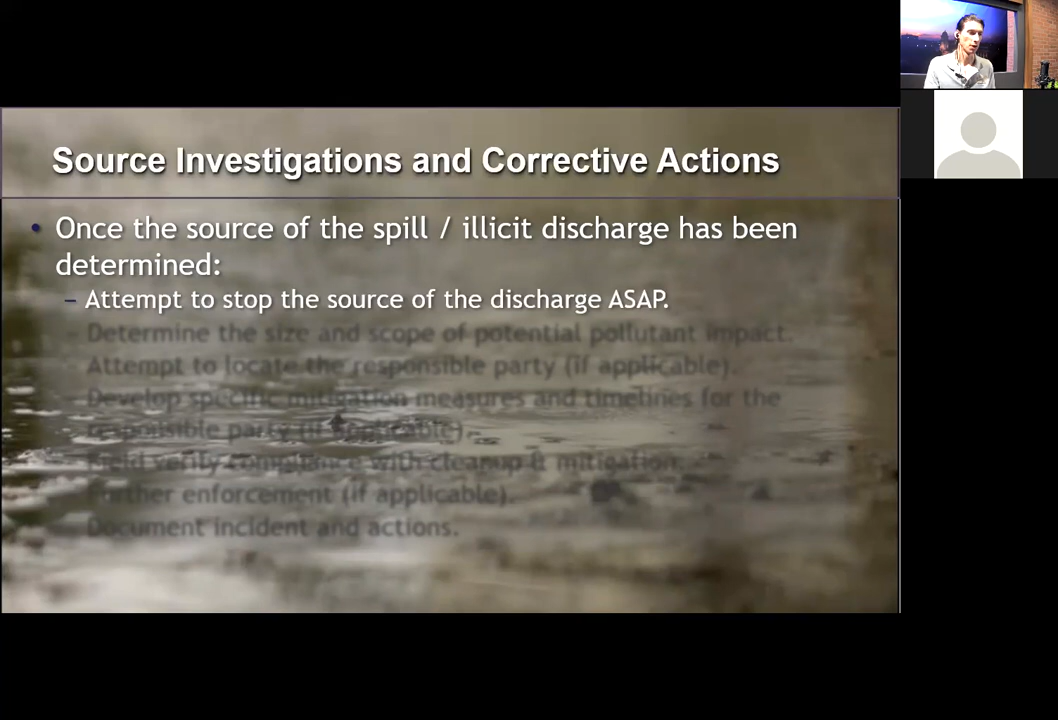 Source Investigations and Corrective Actions
• Once the source of the spill / illicit discharge has been
determined:
– Attempt to stop the source of the discharge ASAP.
– Determine the size and scope of potential pollutant impact.
– Attempt to locate the responsible party (if applicable).
– Develop specific mitigation measures and timelines for the
responsible party (if applicable).
– Field verify compliance with cleanup & mitigation.
– Further enforcement (if applicable).
– Document incident and actions.